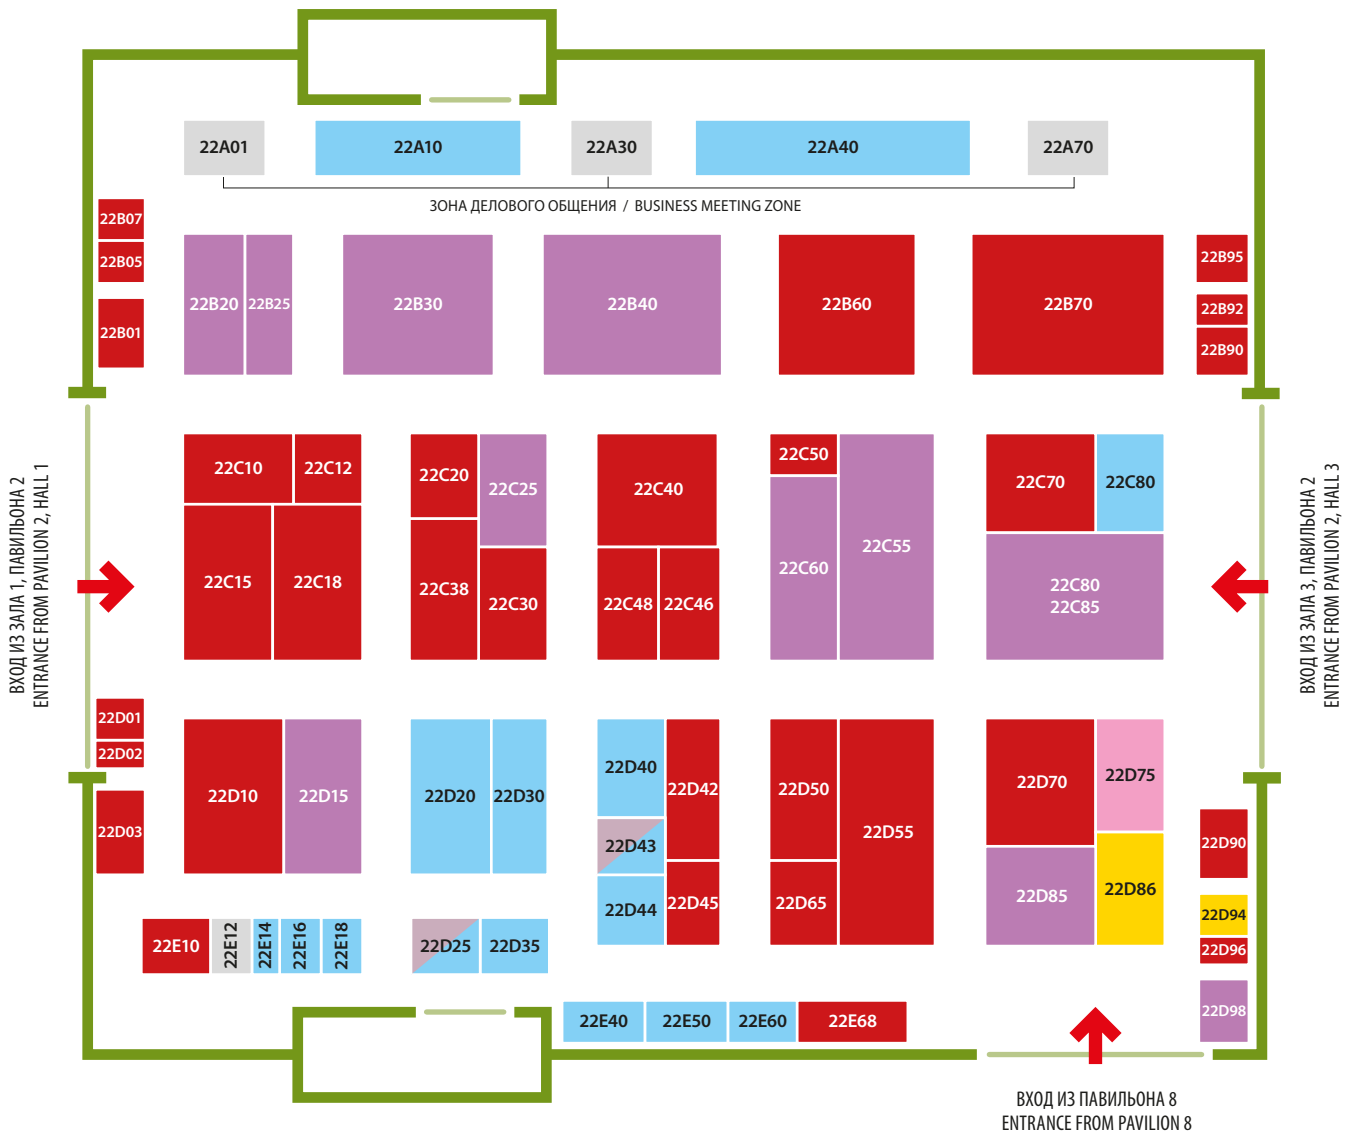 22A01
22A10
22A30
22A40
22A70
ЗОНА ДЕЛОВОГО ОБЩЕНИЯ / BUSINESS MEETING ZONE
22B07
22B05
22B01
22B20
22B25
22B30
22B40
22B60
22B70
22B95
22B92
22B90
ВХОД ИЗ ЗАЛА 1, ПАВИЛЬОНА 2
ENTRANCE FROM PAVILION 2, HALL 1
22C10
22C12
22C15
22C18
22C20
22C25
22C38
22C30
22C40
22C48
22C46
22C50
22C60
22C55
22C70
22C80
22C80
22C85
ВХОД ИЗ ЗАЛА 3, ПАВИЛЬОНА 2
ENTRANCE FROM PAVILION 2, HALL 3
22D01
22D02
22D03
22D10
22D15
22D20
22D30
22D40
22D42
22D43
22D44
22D45
22D50
22D55
22D65
22D70
22D75
22D85
22D86
22D90
22D94
22D96
22D98
22E10
22E12
22E14
22E16
22E18
22D25
22D35
22E40
22E50
22E60
22E68
ВХОД ИЗ ПАВИЛЬОНА 8
ENTRANCE FROM PAVILION 8